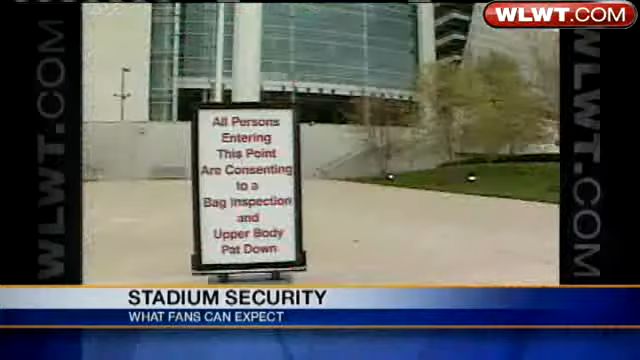 WLWT.COM
WLWT.COM
WLWT.COM
All Persons
Entering
This Point
Are Consenting
to a
Bag Inspection
and
Upper Body
Pat Down
STADIUM SECURITY
WHAT FANS CAN EXPECT